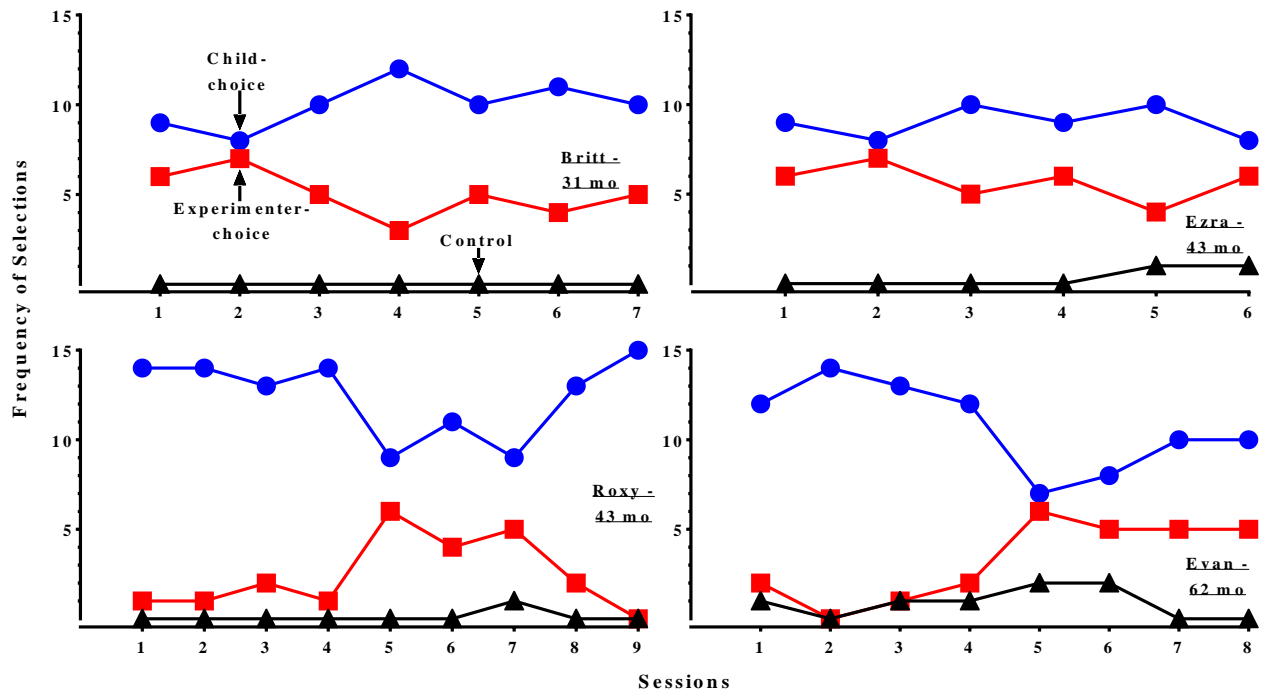 15
10
5
Child-
choice
Experimenter-
choice
Control
Britt -
31 mo
1 2 3 4 5 6 7
15
10
5
Ezra -
43 mo
1 2 3 4 5 6
Frequency of Selections
15
10
5
Roxy -
43 mo
1 2 3 4 5 6 7 8 9
15
10
5
Evan -
62 mo
1 2 3 4 5 6 7 8
Sessions